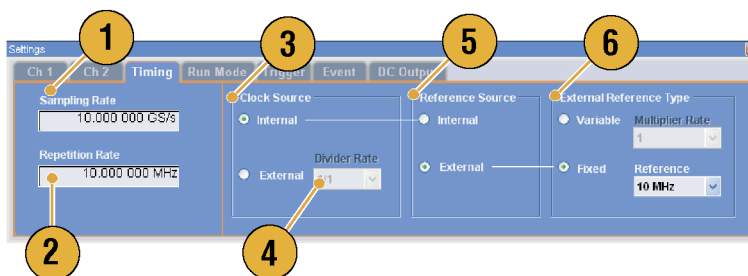 Settings
1
3
5
6
Ch 1 Ch 2 Timing Run Mode Trigger Event DC Output
Sampling Rate
10.000 000 GS/s
Repetition Rate
10.000 000 MHz
2
Clock Source
Internal
External
Divider Rate
1/1
4
Reference Source
Internal
External
External Reference Type
Variable
Multiplier Rate
1
Fixed
Reference
10 MHz